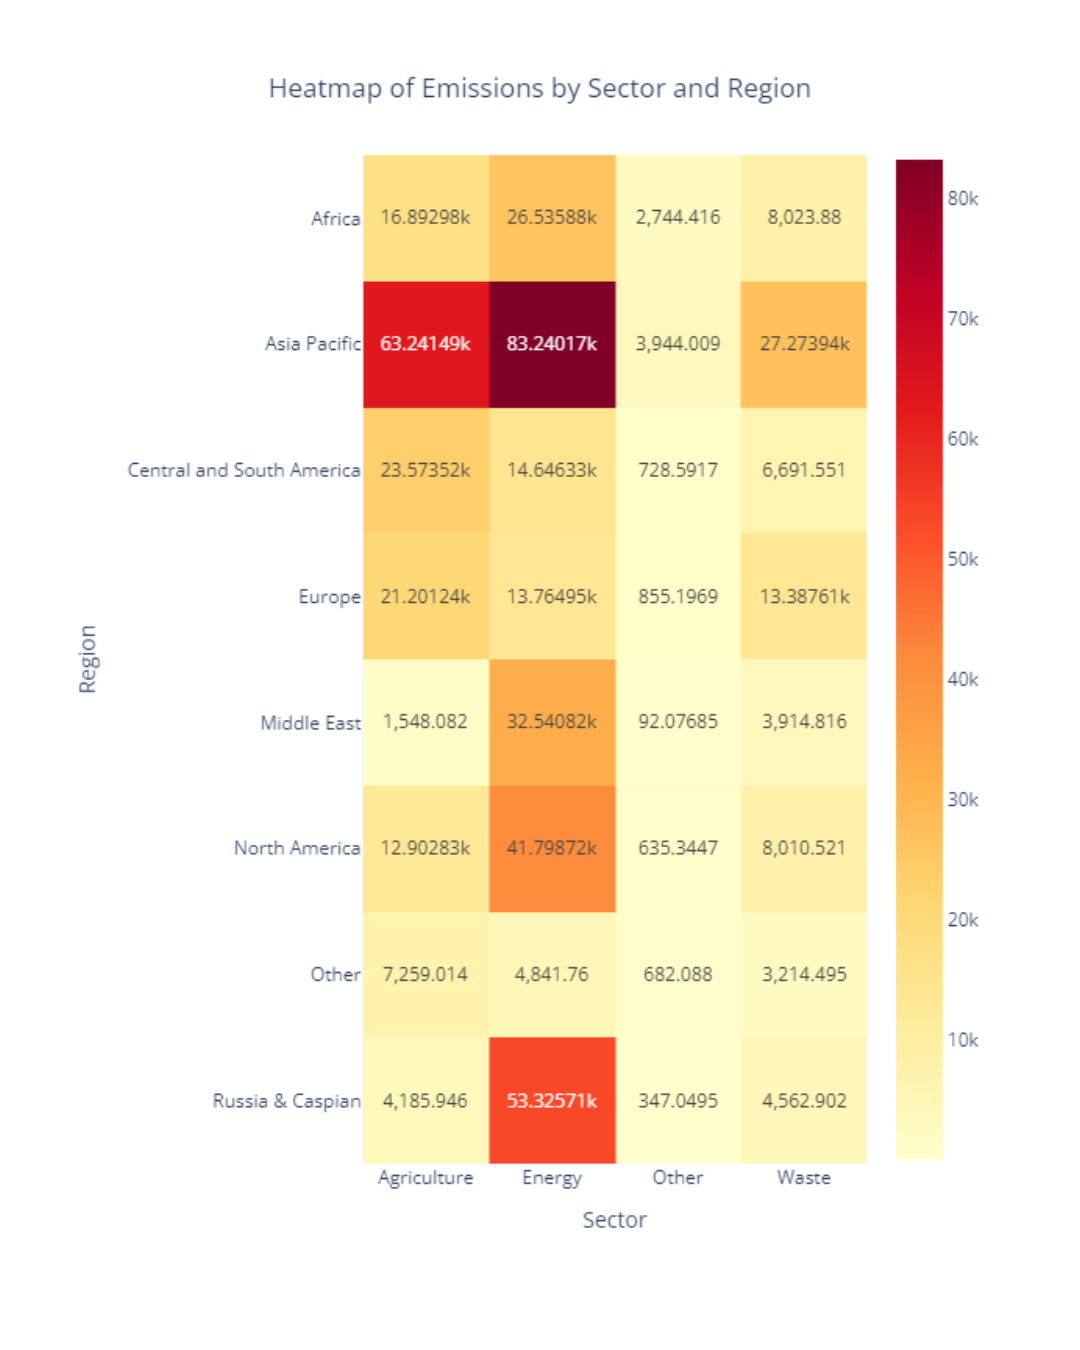 Heatmap of Emissions by Sector and Region
Africa 16.89298k 26.53588k 2,744.416 8,023.88
Asia Pacific 63.24149k 83.24017k 3,944.009 27.27394k
Central and South America 23.57352k 14.64633k 728.5917 6,691.551
Europe 21.20124k 13.76495k 855.1969 13.38761k
Middle East 1,548.082 32.54082k 92.07685 3,914.816
North America 12.90283k 41.79872k 635.3447 8,010.521
Other 7,259.014 4,841.76 682.088 3,214.495
Russia & Caspian 4,185.946 53.32571k 347.0495 4,562.902
Agriculture Energy Other Waste
Sector
Region
80k
70k
60k
50k
40k
30k
20k
10k